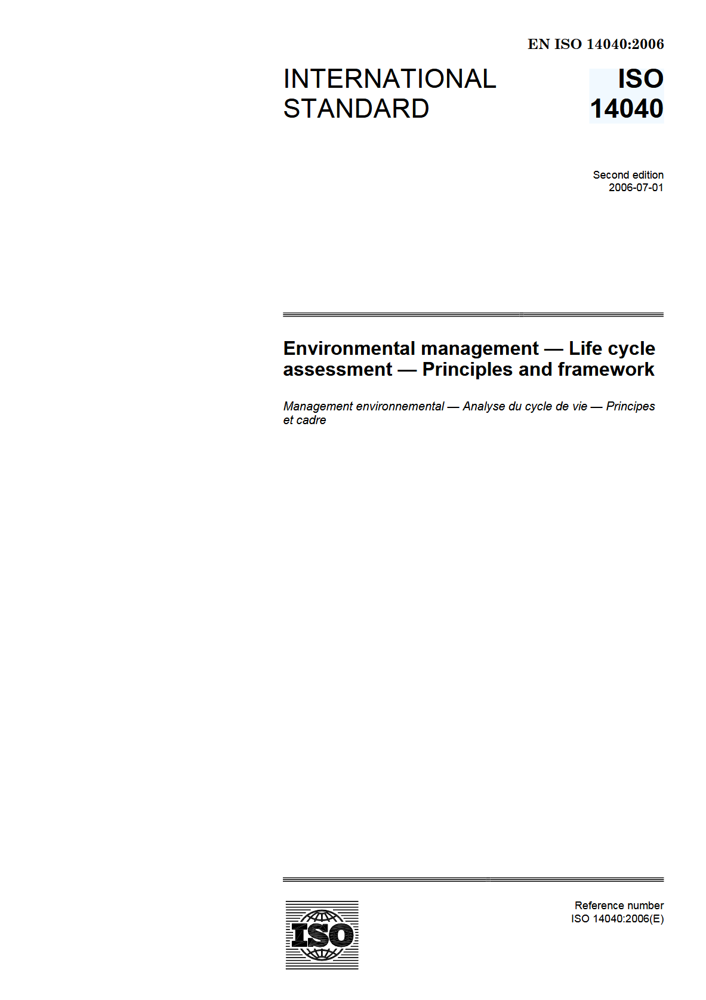 EN ISO 14040:2006
INTERNATIONAL
STANDARD
ISO
14040
Second edition
2006-07-01
Environmental management — Life cycle
assessment — Principles and framework
Management environnemental — Analyse du cycle de vie — Principes
et cadre
ISO
Reference number
ISO 14040:2006(E)